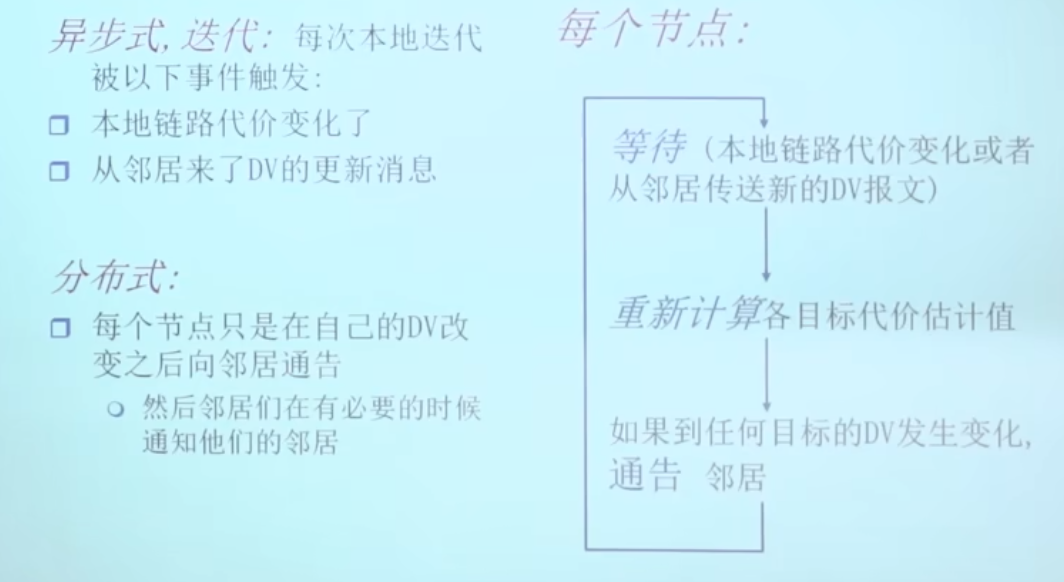 异步式,迭代: 每次本地迭代
被以下事件触发:
本地链路代价变化了
从邻居来了DV的更新消息
分布式:
每个节点只是在自己的DV改
变之后向邻居通告
然后邻居们在有必要的时候
通知他们的邻居
每个节点:
等待 (本地链路代价变化或者
从邻居传送新的DV报文)
重新计算各目标代价估计值
如果到任何目标的DV发生变化,
通告 邻居